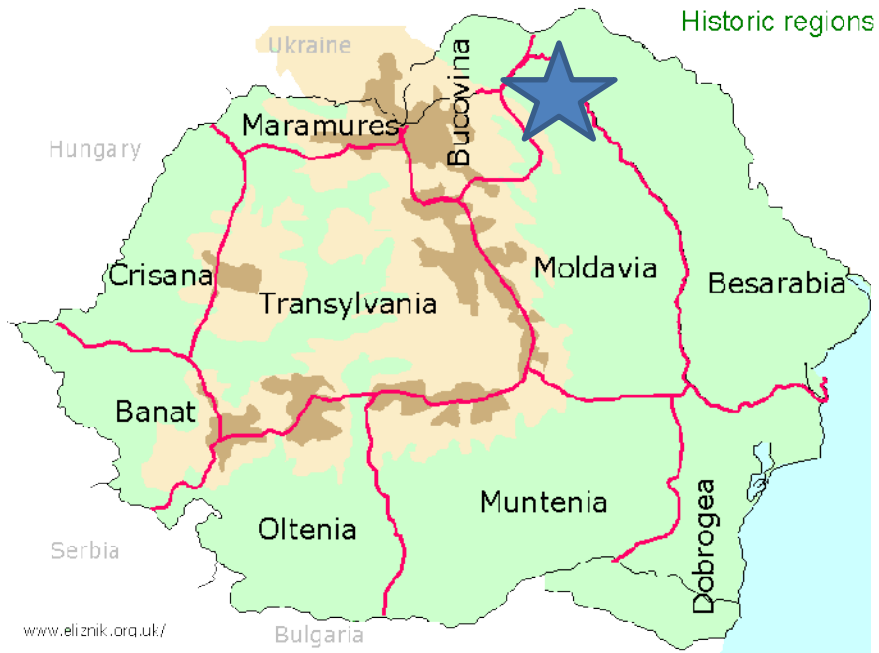 Historic regions
Ukraine
Bucovina
Maramures
Hungary
Crisana
Transylvania
Moldavia
Besarabia
Banat
Oltenia
Muntenia
Dobrogea
Serbia
www.eliznik.org.uk/
Bulgaria